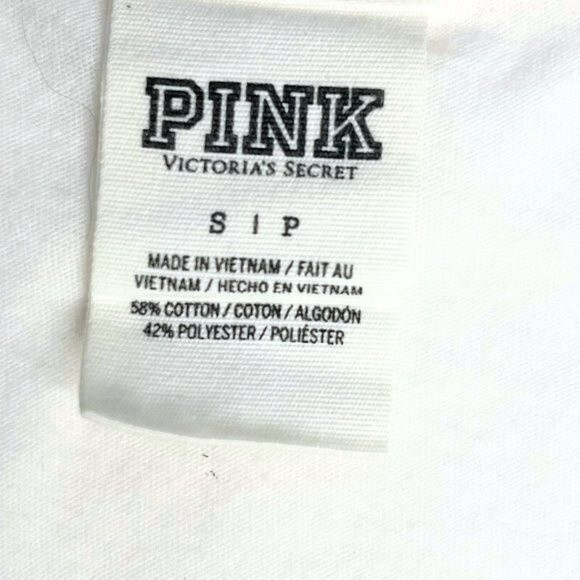 PINK
VICTORIA'S SECRET
S | P
MADE IN VIETNAM / FAIT AU
VIETNAM / HECHO EN VIETNAM
58% COTTON / COTON / ALGODÓN
42% POLYESTER / POLIÉSTER